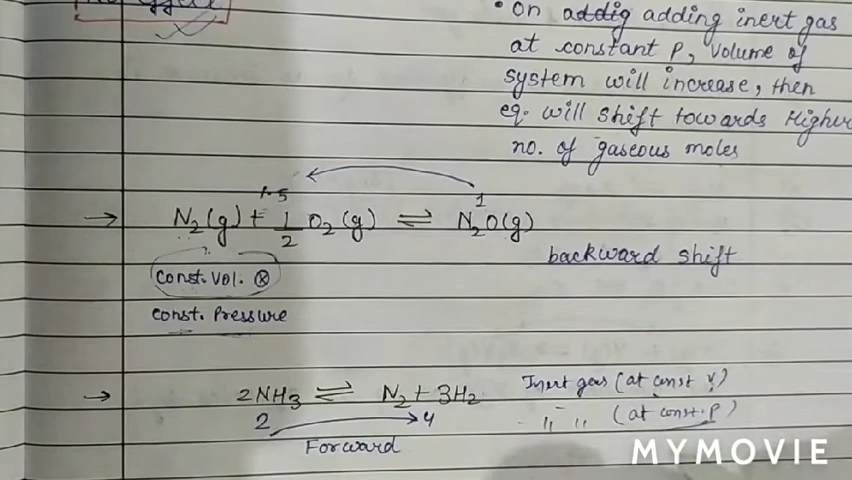 • On addig adding inert gas
at constant P, Volume of
system will increase, then
eq. will shift towards Higher
no. of gaseous moles
1.5
1
→ N₂(g) + 1/2 O₂(g) ⇌ N₂O(g)
backward shift
Const. Vol. ⊗
const. Pressure
→ 2NH₃ ⇌ N₂ + 3H₂
Inert gas (at const V)
2 → 4
" " (at const. P)
Forward
MYMOVIE